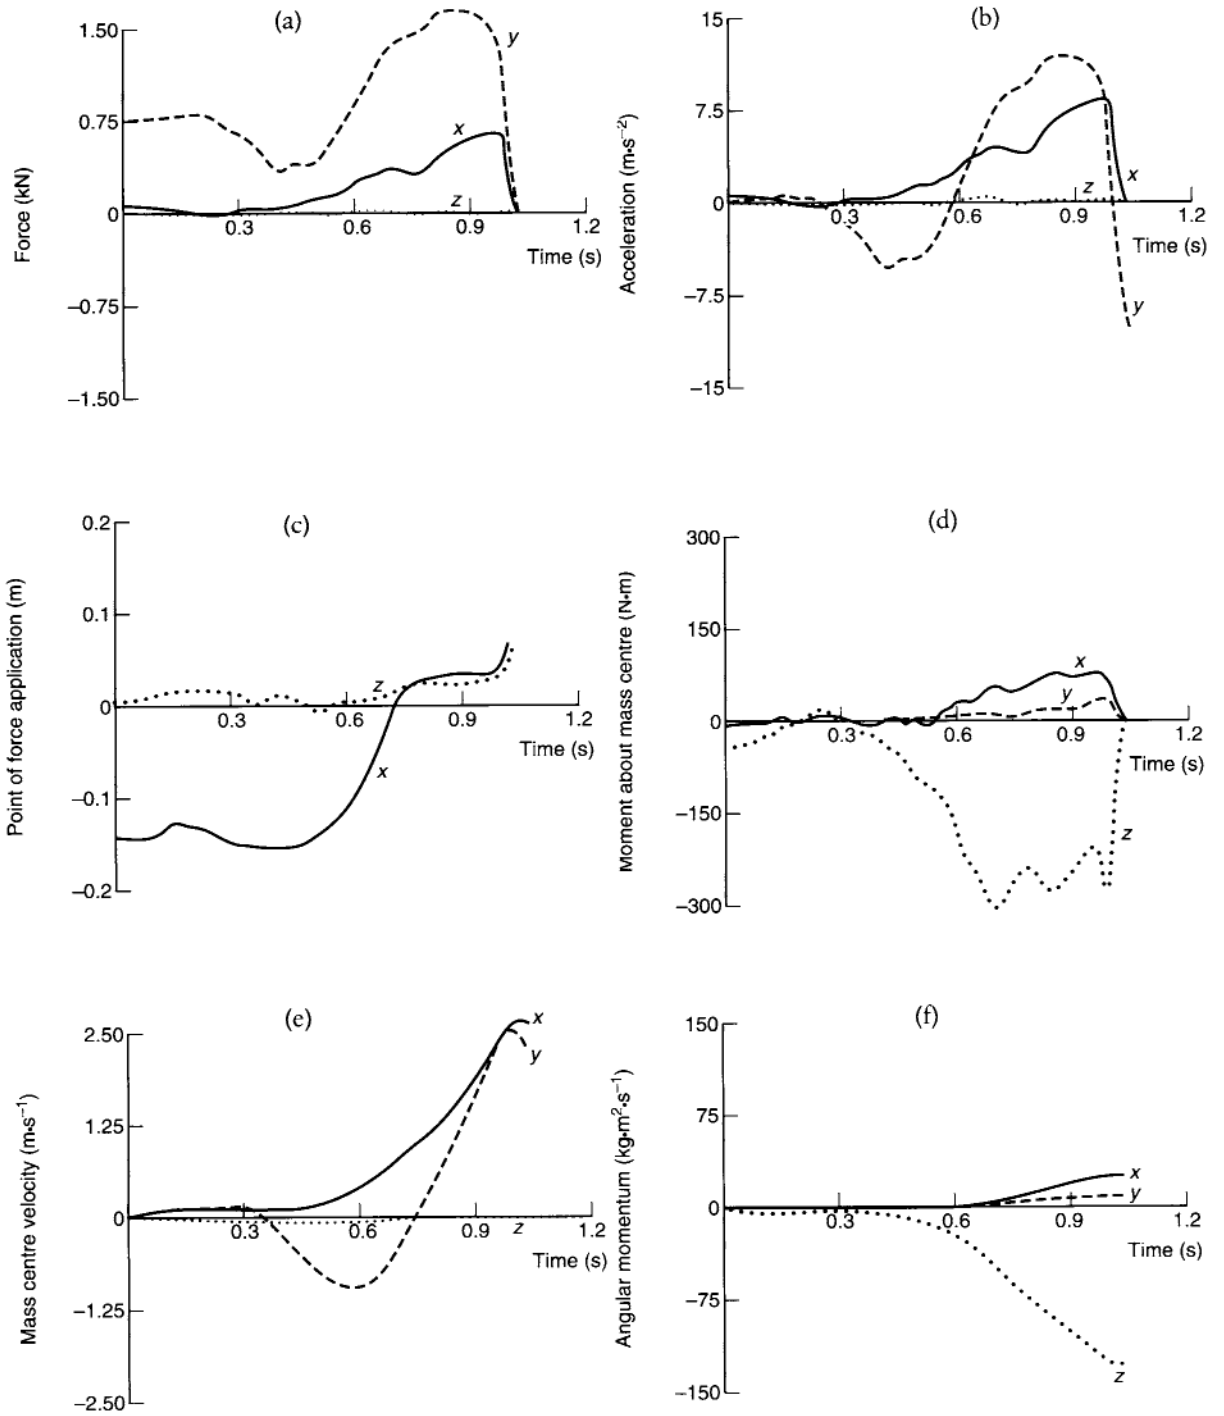 (a)
Force (kN)
1.50
0.75
0
−0.75
−1.50
0.3
0.6
0.9
1.2
Time (s)
y
x
z
(b)
Acceleration (m•s⁻²)
15
7.5
0
−7.5
−15
0.3
0.6
0.9
1.2
Time (s)
z
x
y
(c)
Point of force application (m)
0.2
0.1
0
−0.1
−0.2
0.3
0.6
0.9
1.2
Time (s)
z
x
(d)
Moment about mass centre (N•m)
300
150
0
−150
−300
0.3
0.6
0.9
1.2
Time (s)
x
y
z
(e)
Mass centre velocity (m•s⁻¹)
2.50
1.25
0
−1.25
−2.50
0.3
0.6
0.9
1.2
Time (s)
x
y
z
(f)
Angular momentum (kg•m²•s⁻¹)
150
75
0
−75
−150
0.3
0.6
0.9
1.2
Time (s)
x
y
z